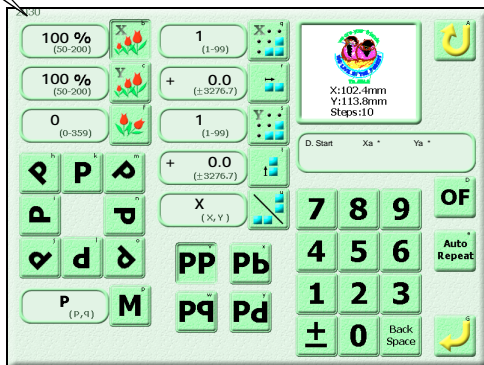 100 %
(50-200)
X
b
100 %
(50-200)
Y
c
0
(0-359)
f
1
(1-99)
X
q
+ 0.0
(±3276.7)
r
1
(1-99)
Y
s
+ 0.0
(±3276.7)
t
X
(X,Y)
u
X:102.4mm
Y:113.8mm
Steps:10
A
D. Start Xa * Ya *
P h
P k
P m
P i
P n
P j
P l
P o
P
(P,q)
M
p
PP v
Pb x
Pq w
Pd y
7 8 9
4 5 6
1 2 3
± 0 Back
Space
OF
D
Auto
Repeat
G